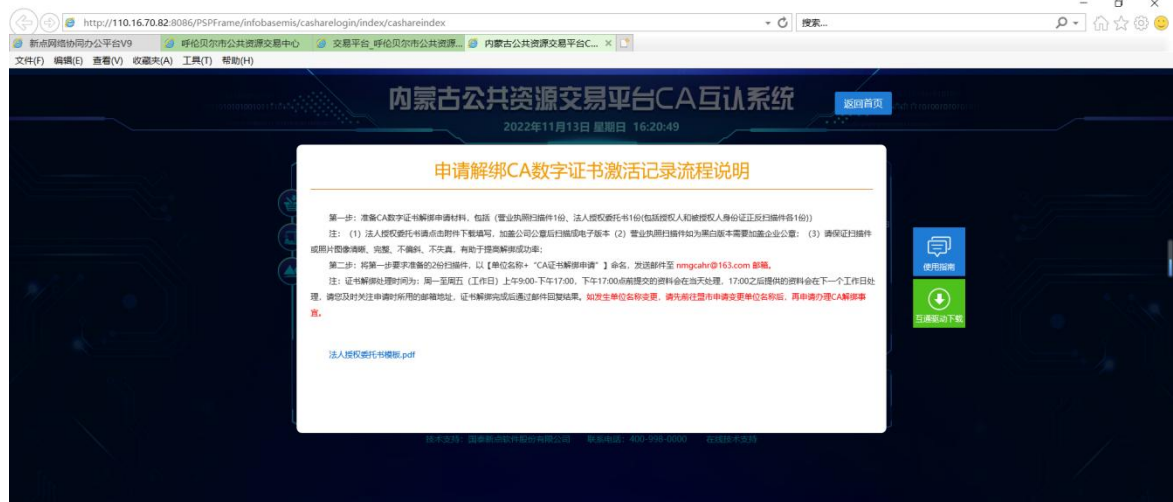 http://110.16.70.82:8086/PSPFrame/infobasemis/casharelogin/index/cashareindex
搜索...
新点网络协同办公平台V9 呼伦贝尔市公共资源交易中心 交易平台_呼伦贝尔市公共资源... 内蒙古公共资源交易平台C...
文件(F) 编辑(E) 查看(V) 收藏夹(A) 工具(T) 帮助(H)
内蒙古公共资源交易平台CA互认系统
返回首页
2022年11月13日 星期日 16:20:49
申请解绑CA数字证书激活记录流程说明
第一步：准备CA数字证书解绑申请材料，包括（营业执照扫描件1份、法人授权委托书1份(包括授权人和被授权人身份证正反扫描件各1份)）
注：（1）法人授权委托书请点击附件下载填写，加盖公司公章后扫描成电子版本（2）营业执照扫描件如为黑白版本需要加盖企业公章；（3）请保证扫描件
或照片图像清晰、完整、不偏斜、不失真，有助于提高解绑成功率；
第二步：将第一步要求准备的2份扫描件，以【单位名称+“CA证书解绑申请”】命名，发送邮件至 nmgcahr@163.com 邮箱。
注：证书解绑处理时间为：周一至周五（工作日）上午9:00-下午17:00，下午17:00点前提交的资料会在当天处理，17:00之后提供的资料会在下一个工作日处
理，请您及时关注申请时所用的邮箱地址，证书解绑完成后通过邮件回复结果。如发生单位名称变更，请先前往盟市申请变更单位名称后，再申请办理CA解绑事
宜。
法人授权委托书模板.pdf
使用指南
互通驱动下载
技术支持：国泰新点软件股份有限公司 联系电话：400-998-0000 在线技术支持